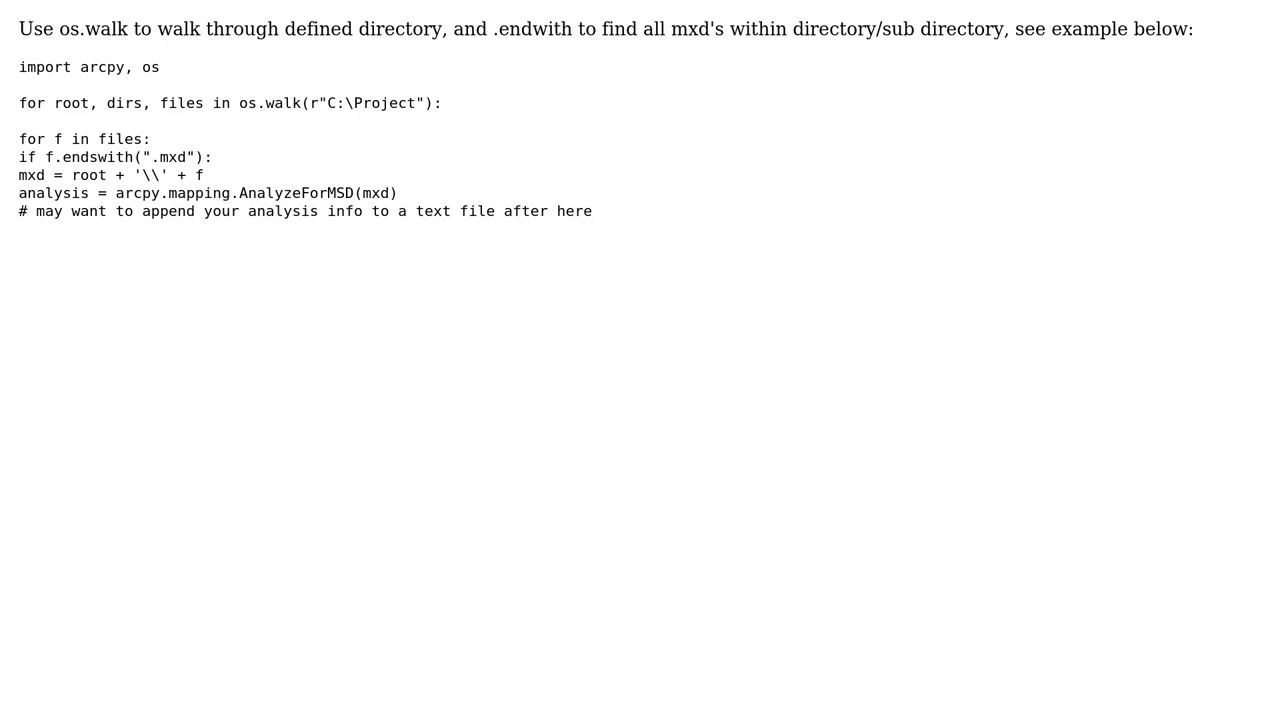 Use os.walk to walk through defined directory, and .endwith to find all mxd's within directory/sub directory, see example below:
import arcpy, os
for root, dirs, files in os.walk(r"C:\Project"):
for f in files:
if f.endswith(".mxd"):
mxd = root + '\\' + f
analysis = arcpy.mapping.AnalyzeForMSD(mxd)
# may want to append your analysis info to a text file after here